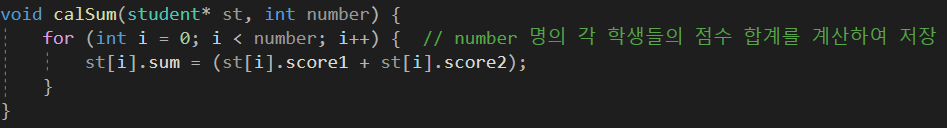 void calSum(student* st, int number) {
    for (int i = 0; i < number; i++) {  // number 명의 각 학생들의 점수 합계를 계산하여 저장
        st[i].sum = (st[i].score1 + st[i].score2);
    }
}